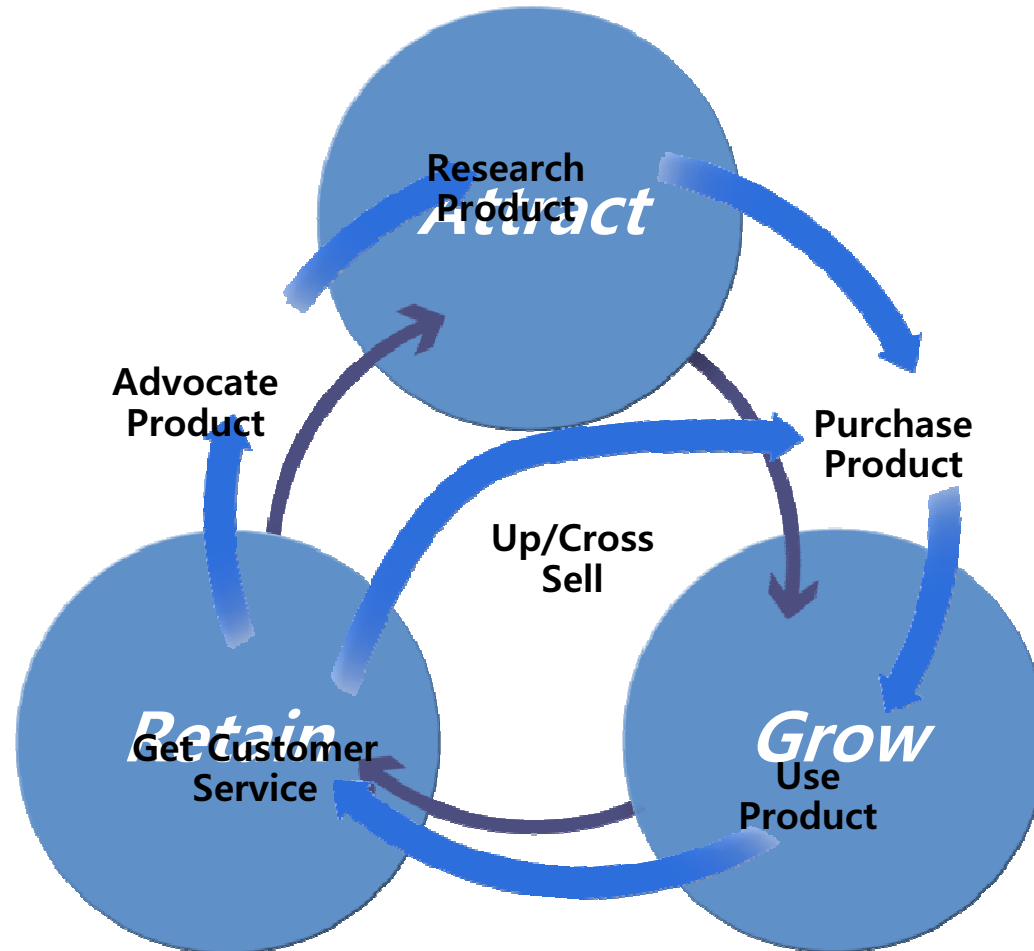 Research
Product
Attract
Advocate
Product
Purchase
Product
Up/Cross
Sell
Retain
Get Customer
Service
Grow
Use
Product